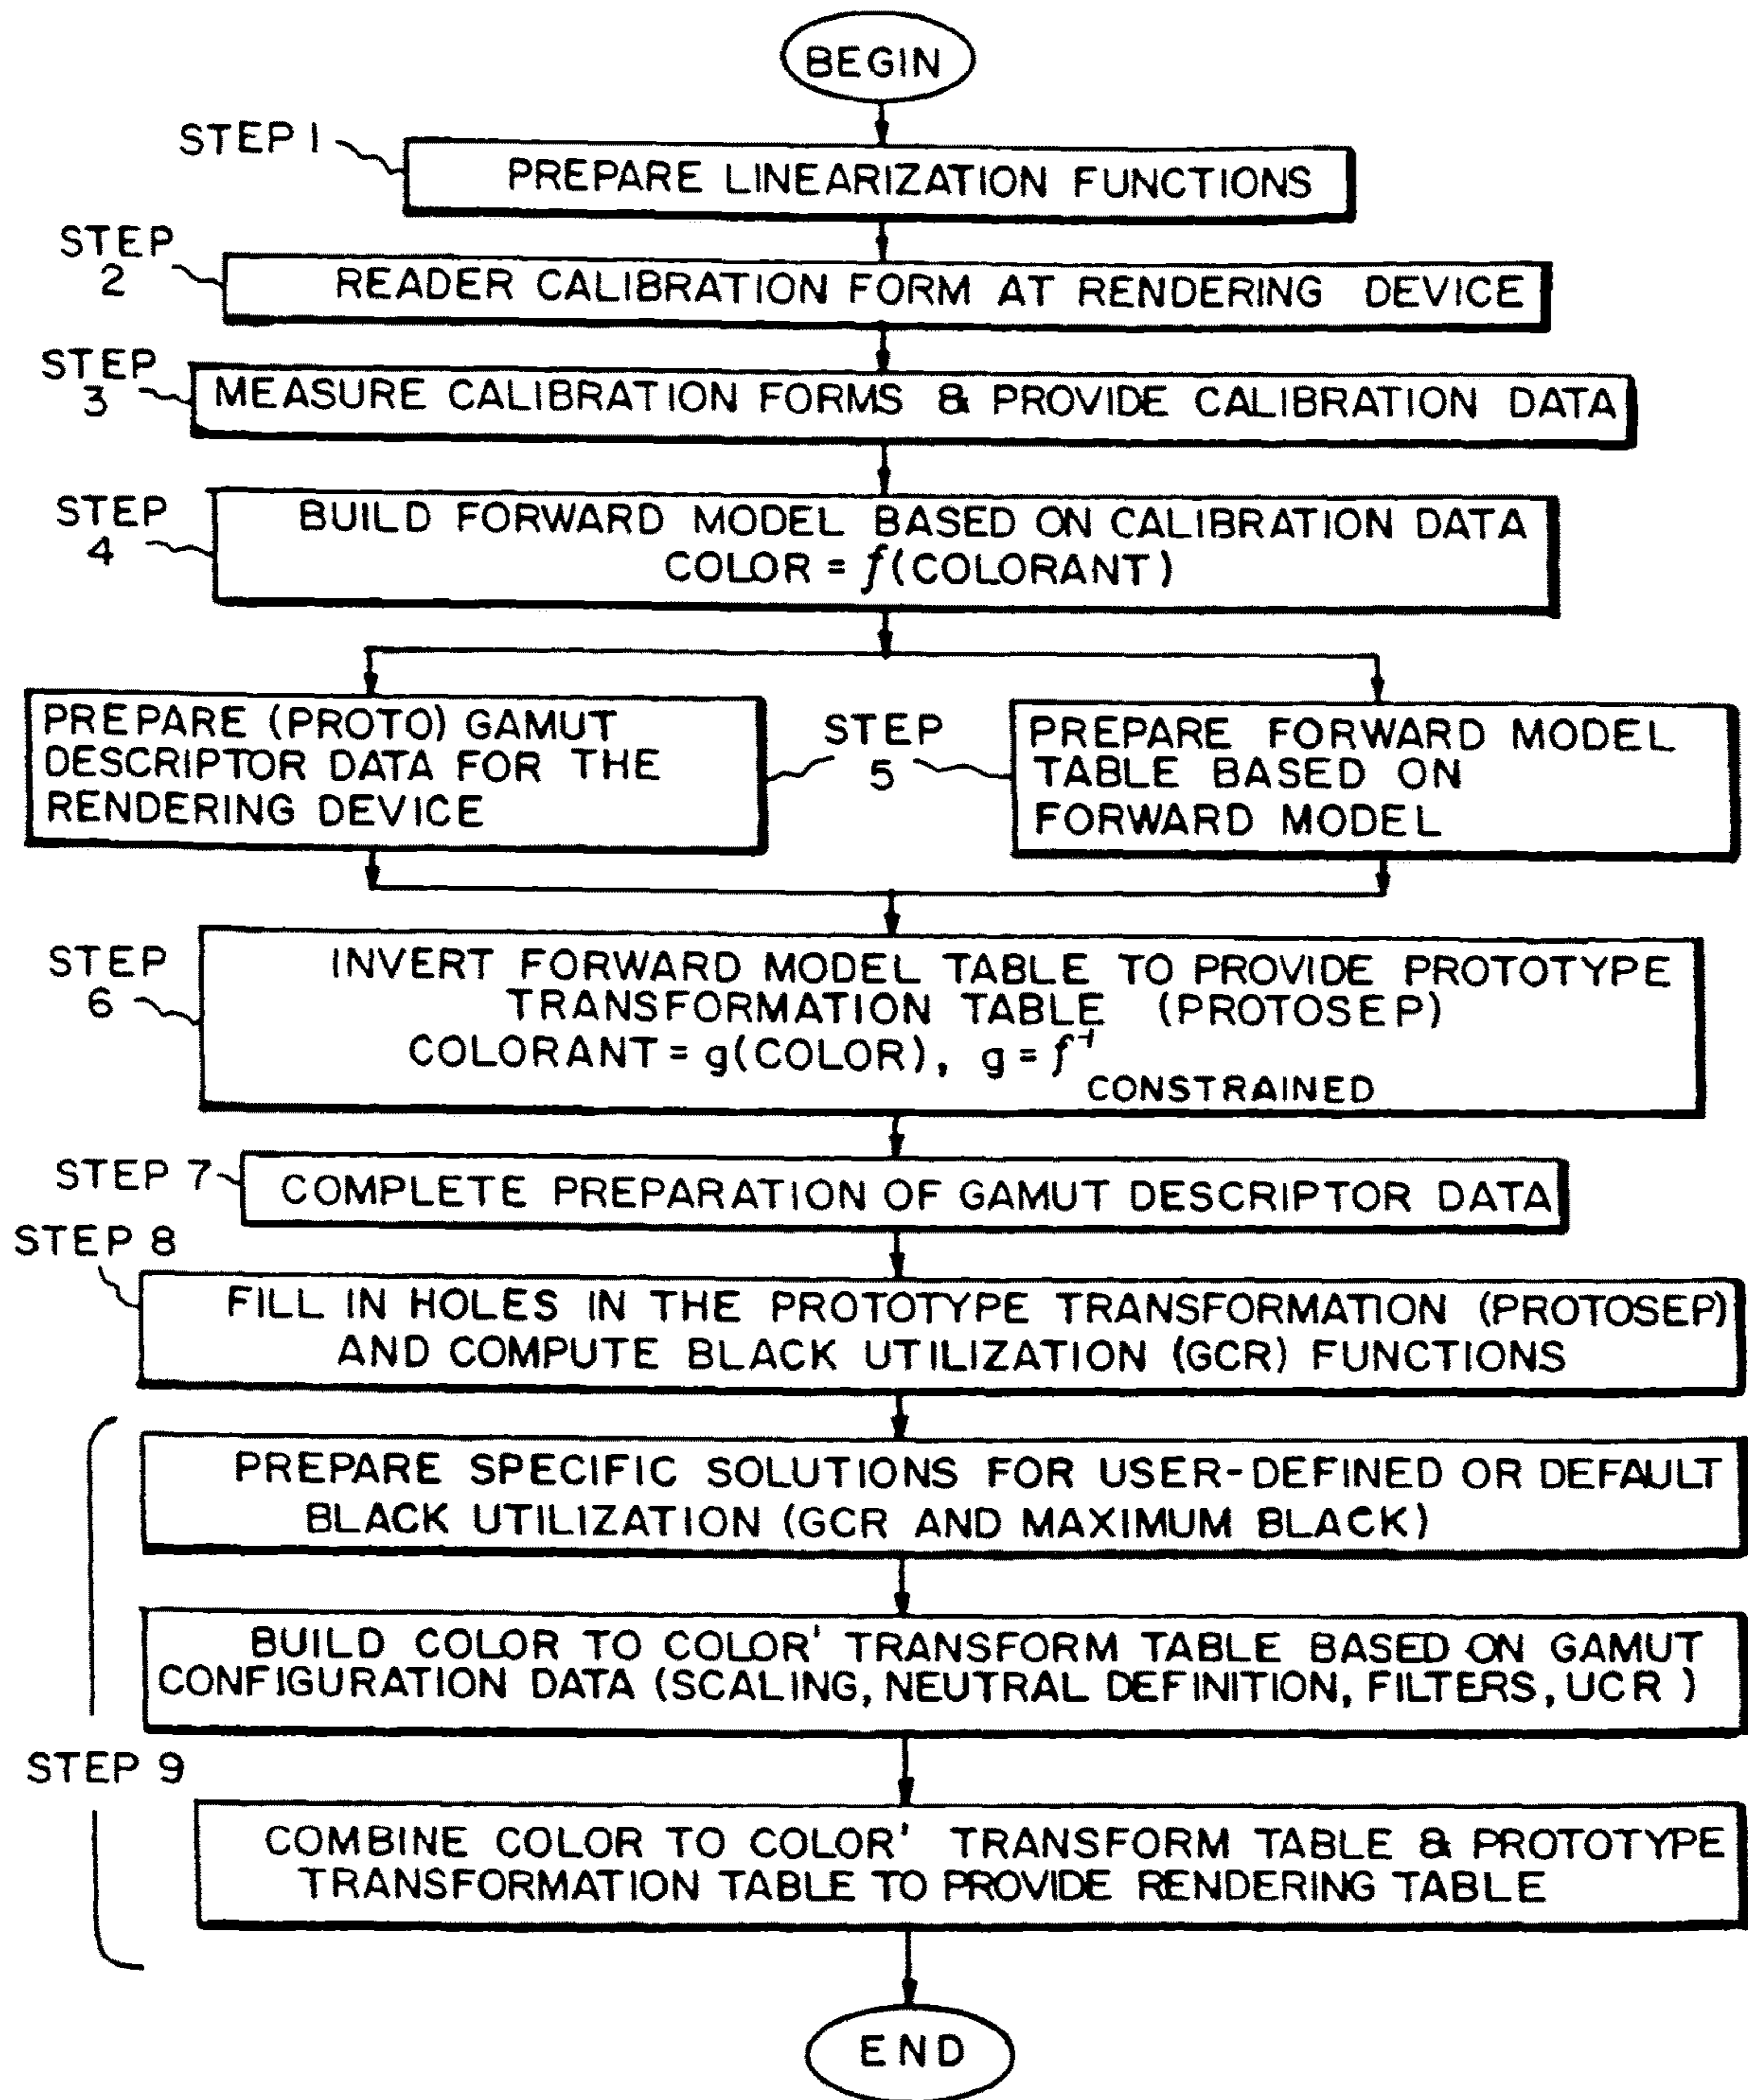 BEGIN
STEP 1
PREPARE LINEARIZATION FUNCTIONS
STEP
2
READER CALIBRATION FORM AT RENDERING DEVICE
STEP
3
MEASURE CALIBRATION FORMS & PROVIDE CALIBRATION DATA
STEP
4
BUILD FORWARD MODEL BASED ON CALIBRATION DATA
COLOR = f(COLORANT)
PREPARE (PROTO) GAMUT
DESCRIPTOR DATA FOR THE
RENDERING DEVICE
STEP
5
PREPARE FORWARD MODEL
TABLE BASED ON
FORWARD MODEL
STEP
6
INVERT FORWARD MODEL TABLE TO PROVIDE PROTOTYPE
TRANSFORMATION TABLE (PROTOSEP)
COLORANT = g(COLOR), g = f⁻¹
CONSTRAINED
STEP 7
COMPLETE PREPARATION OF GAMUT DESCRIPTOR DATA
STEP 8
FILL IN HOLES IN THE PROTOTYPE TRANSFORMATION (PROTOSEP)
AND COMPUTE BLACK UTILIZATION (GCR) FUNCTIONS
PREPARE SPECIFIC SOLUTIONS FOR USER-DEFINED OR DEFAULT
BLACK UTILIZATION (GCR AND MAXIMUM BLACK)
BUILD COLOR TO COLOR' TRANSFORM TABLE BASED ON GAMUT
CONFIGURATION DATA (SCALING, NEUTRAL DEFINITION, FILTERS, UCR )
STEP 9
COMBINE COLOR TO COLOR' TRANSFORM TABLE & PROTOTYPE
TRANSFORMATION TABLE TO PROVIDE RENDERING TABLE
END